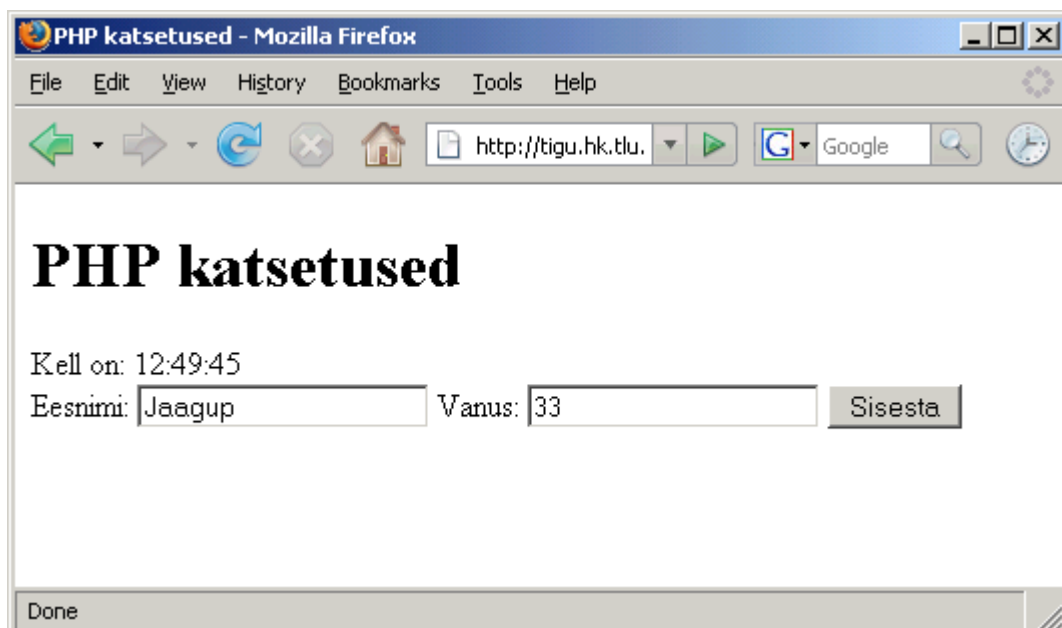 PHP katsetused - Mozilla Firefox
File Edit View History Bookmarks Tools Help
http://tigu.hk.tlu. G Google
PHP katsetused
Kell on: 12:49:45
Eesnimi: Jaagup Vanus: 33 Sisesta
Done